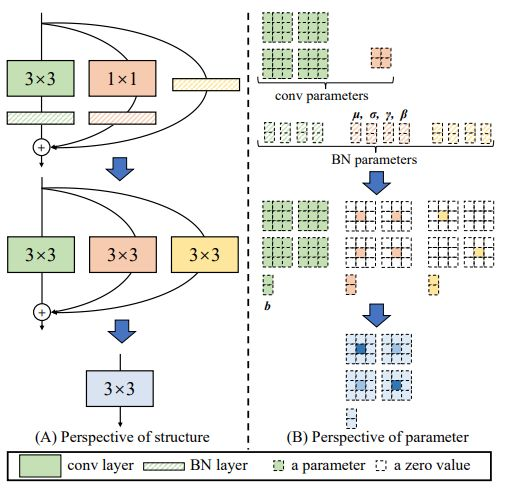 3×3
1×1
+
3×3
3×3
3×3
+
3×3
(A) Perspective of structure
conv parameters
μ, σ, γ, β
BN parameters
b
(B) Perspective of parameter
conv layer
BN layer
a parameter
a zero value